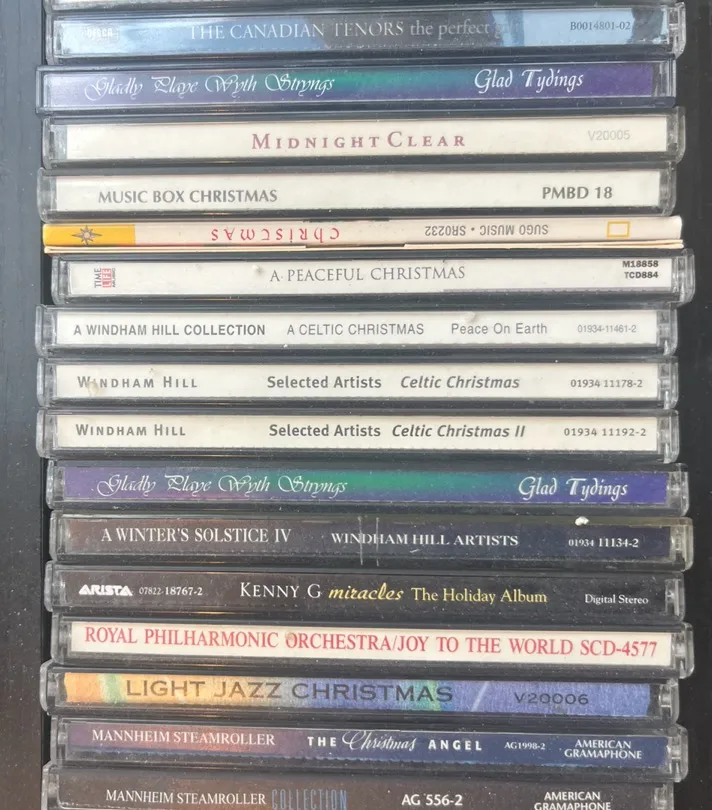 DECCA THE CANADIAN TENORS the perfect B0014801-02
Gladly Playe Wyth Stryngs Glad Tydings
MIDNIGHT CLEAR V20005
MUSIC BOX CHRISTMAS PMBD 18
christmas SUGO MUSIC • SR0232
TIME LIFE A PEACEFUL CHRISTMAS M18858 TCD884
A WINDHAM HILL COLLECTION A CELTIC CHRISTMAS Peace On Earth 01934-11461-2
WINDHAM HILL Selected Artists Celtic Christmas 01934 11178-2
WINDHAM HILL Selected Artists Celtic Christmas II 01934 11192-2
Gladly Playe Wyth Stryngs Glad Tydings
A WINTER'S SOLSTICE IV WINDHAM HILL ARTISTS 01934 11134-2
ARISTA 07822-18767-2 KENNY G miracles The Holiday Album Digital Stereo
ROYAL PHILHARMONIC ORCHESTRA/JOY TO THE WORLD SCD-4577
LIGHT JAZZ CHRISTMAS V20006
MANNHEIM STEAMROLLER THE Christmas ANGEL AG1998-2 AMERICAN GRAMAPHONE
MANNHEIM STEAMROLLER COLLECTION AG 556-2 AMERICAN GRAMAPHONE